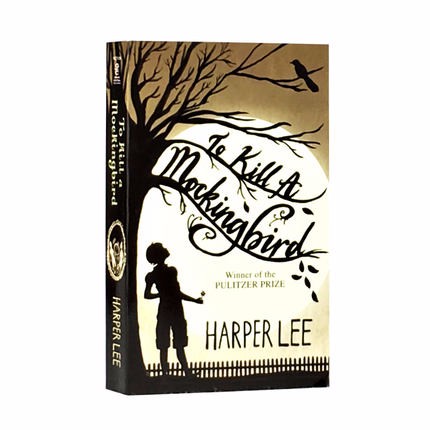 To Kill A
Mockingbird
Winner of the
PULITZER PRIZE
HARPER LEE
To Kill a
Mockingbird
HARPER LEE